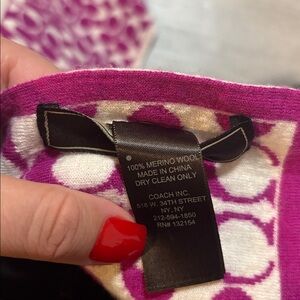 100% MERINO WOOL
MADE IN CHINA
DRY CLEAN ONLY
COACH INC
516 W. 34TH STREET
NY, NY
212-594-1850
RN# 132154